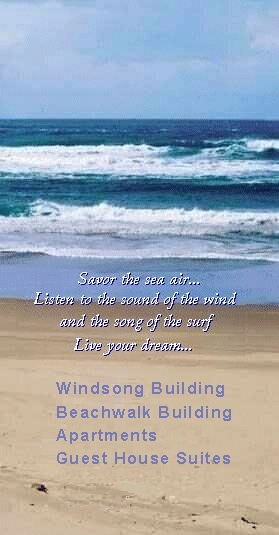 Savor the sea air...
Listen to the sound of the wind
and the song of the surf
Live your dream...
Windsong Building
Beachwalk Building
Apartments
Guest House Suites